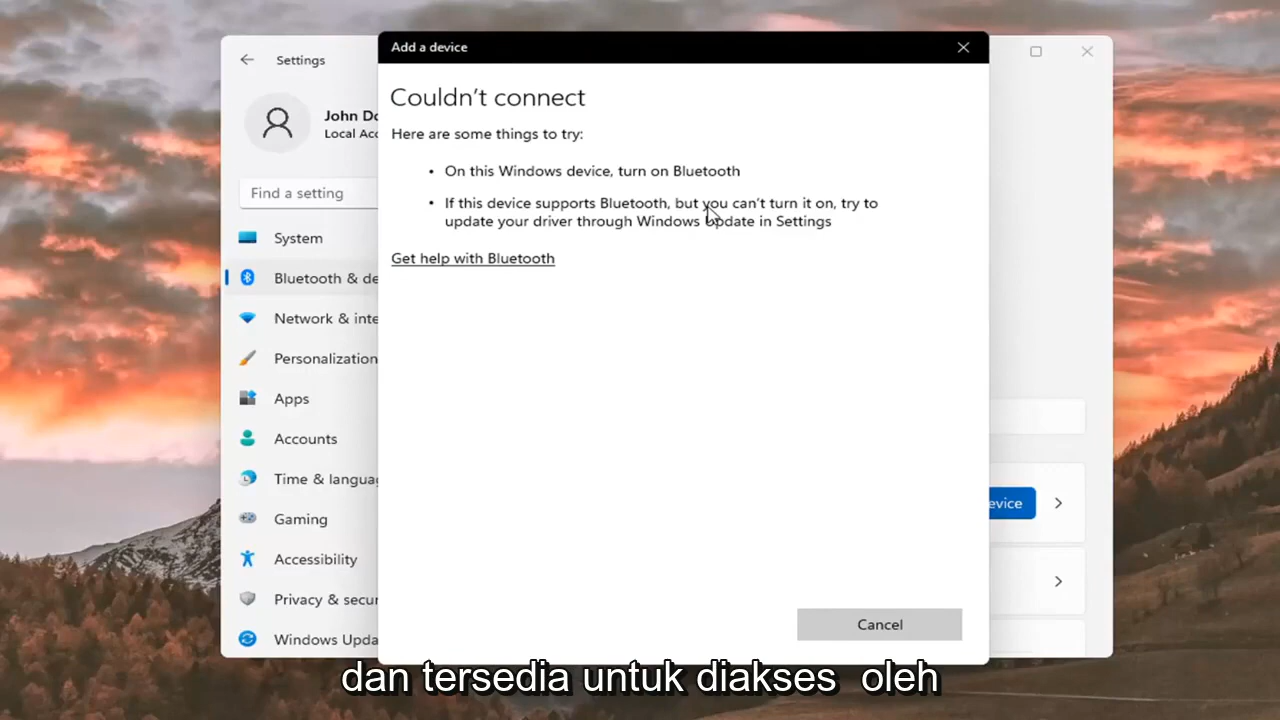 Add a device
Settings
Couldn't connect
John Do
Local Acc
Here are some things to try:
• On this Windows device, turn on Bluetooth
• If this device supports Bluetooth, but you can't turn it on, try to
update your driver through Windows Update in Settings
Get help with Bluetooth
Find a setting
System
Bluetooth & de
Network & inte
Personalization
Apps
Accounts
Time & langua
Gaming
Accessibility
Privacy & secur
Windows Upda
evice
Cancel
dan tersedia untuk diakses oleh